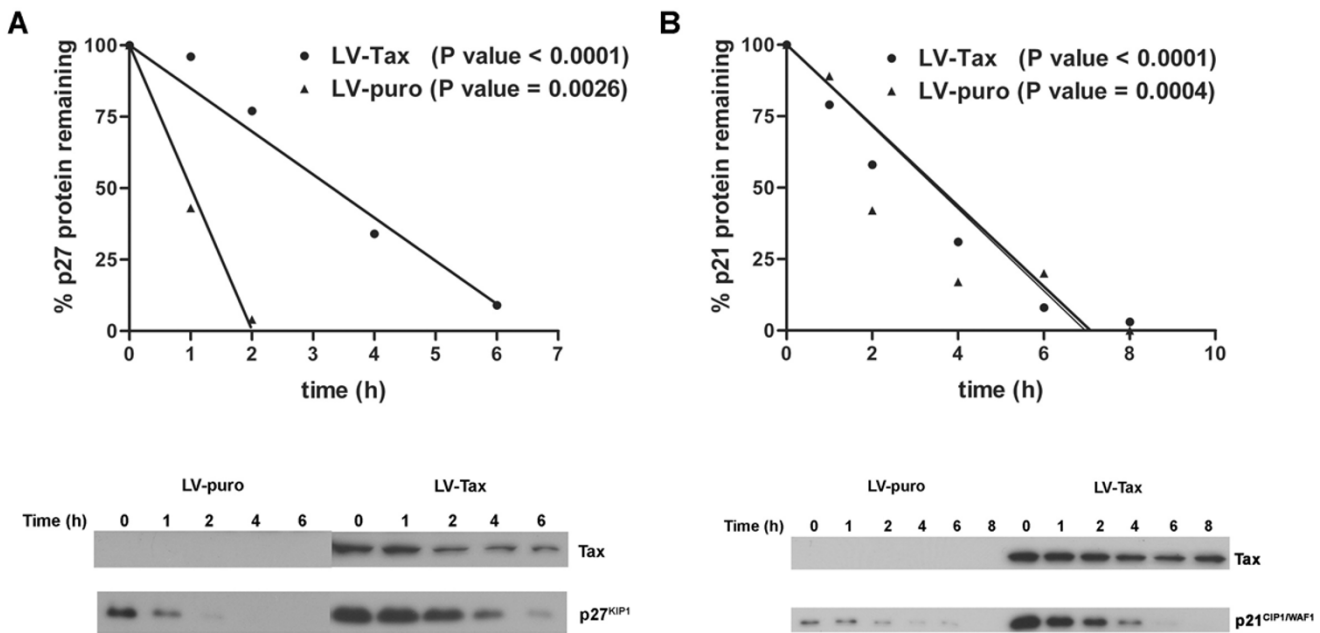 A
B
% p27 protein remaining
100
75
50
25
0
0 1 2 3 4 5 6 7
time (h)
LV-Tax (P value < 0.0001)
LV-puro (P value = 0.0026)
% p21 protein remaining
100
75
50
25
0
0 2 4 6 8 10
time (h)
LV-Tax (P value < 0.0001)
LV-puro (P value = 0.0004)
LV-puro LV-Tax
Time (h) 0 1 2 4 6 0 1 2 4 6
Tax
p27KIP1
LV-puro LV-Tax
Time (h) 0 1 2 4 6 8 0 1 2 4 6 8
Tax
p21CIP1/WAF1